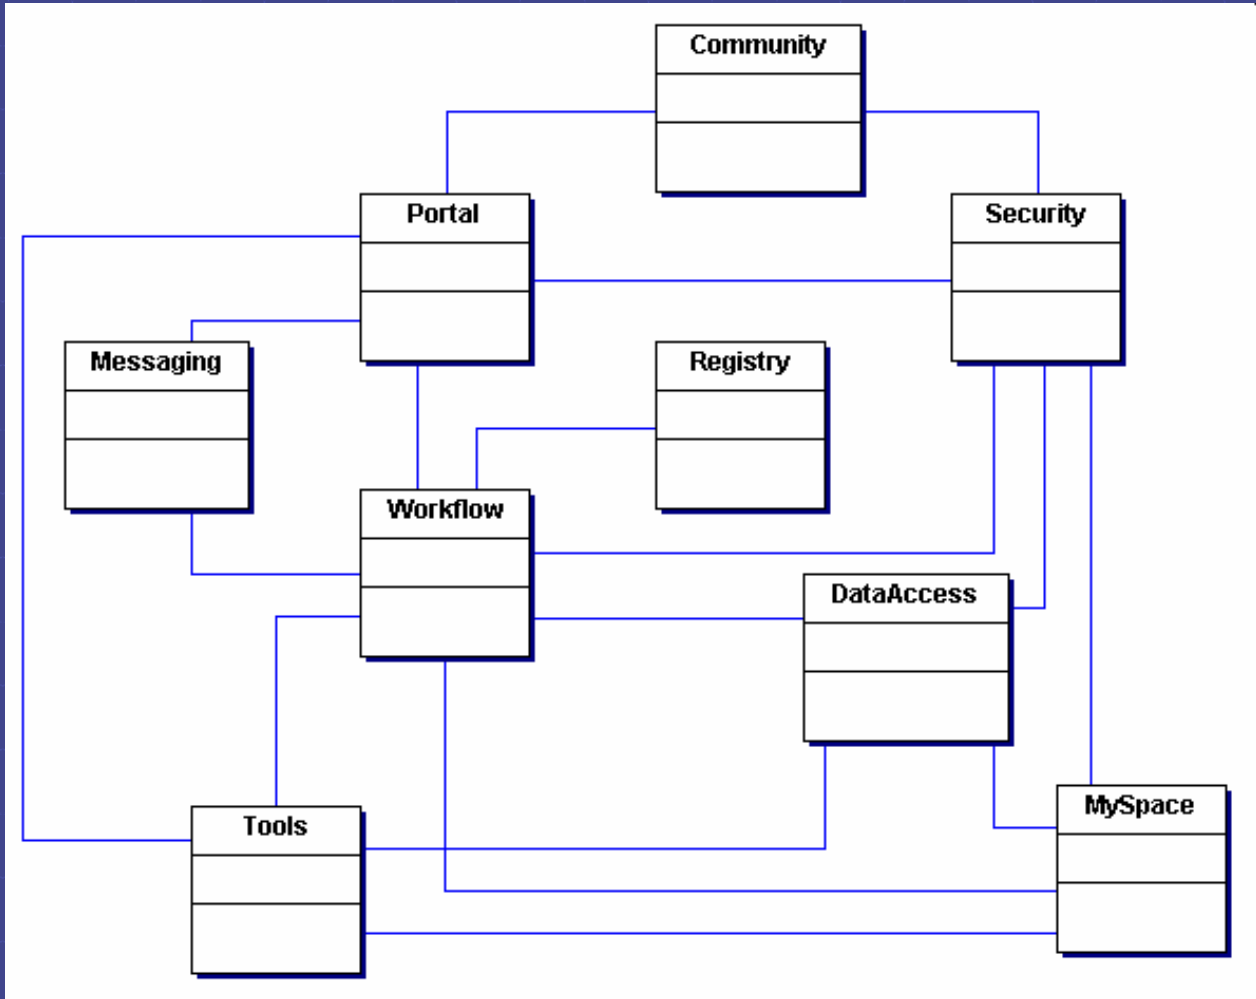 Community
Portal
Security
Messaging
Registry
Workflow
DataAccess
MySpace
Tools